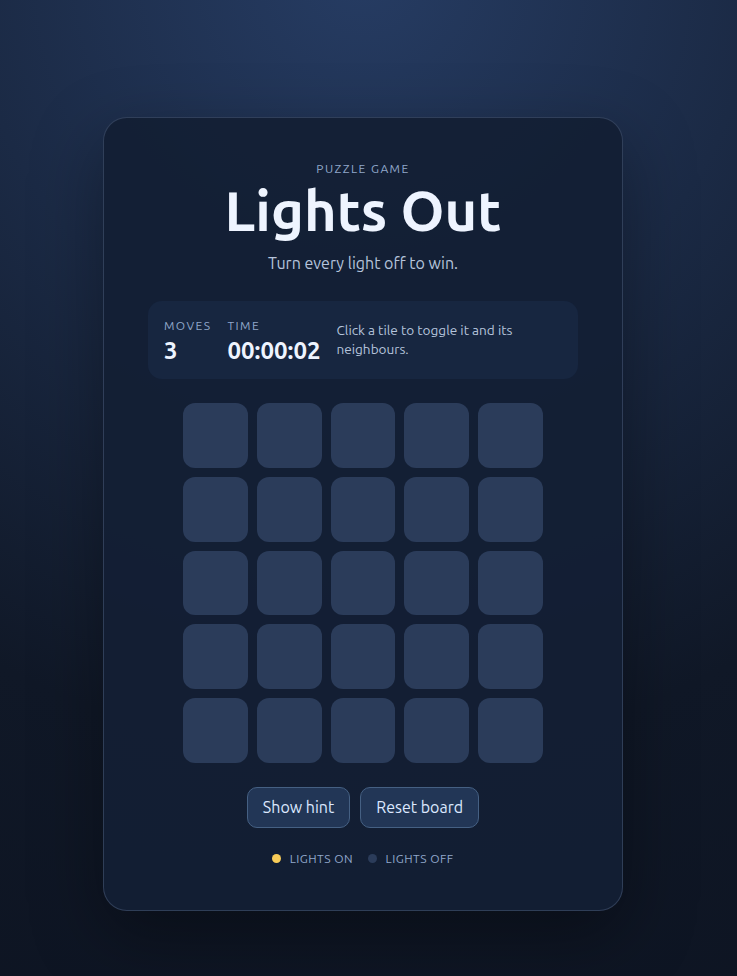 PUZZLE GAME
Lights Out
Turn every light off to win.
MOVES
3
TIME
00:00:02
Click a tile to toggle it and its
neighbours.
Show hint
Reset board
LIGHTS ON
LIGHTS OFF